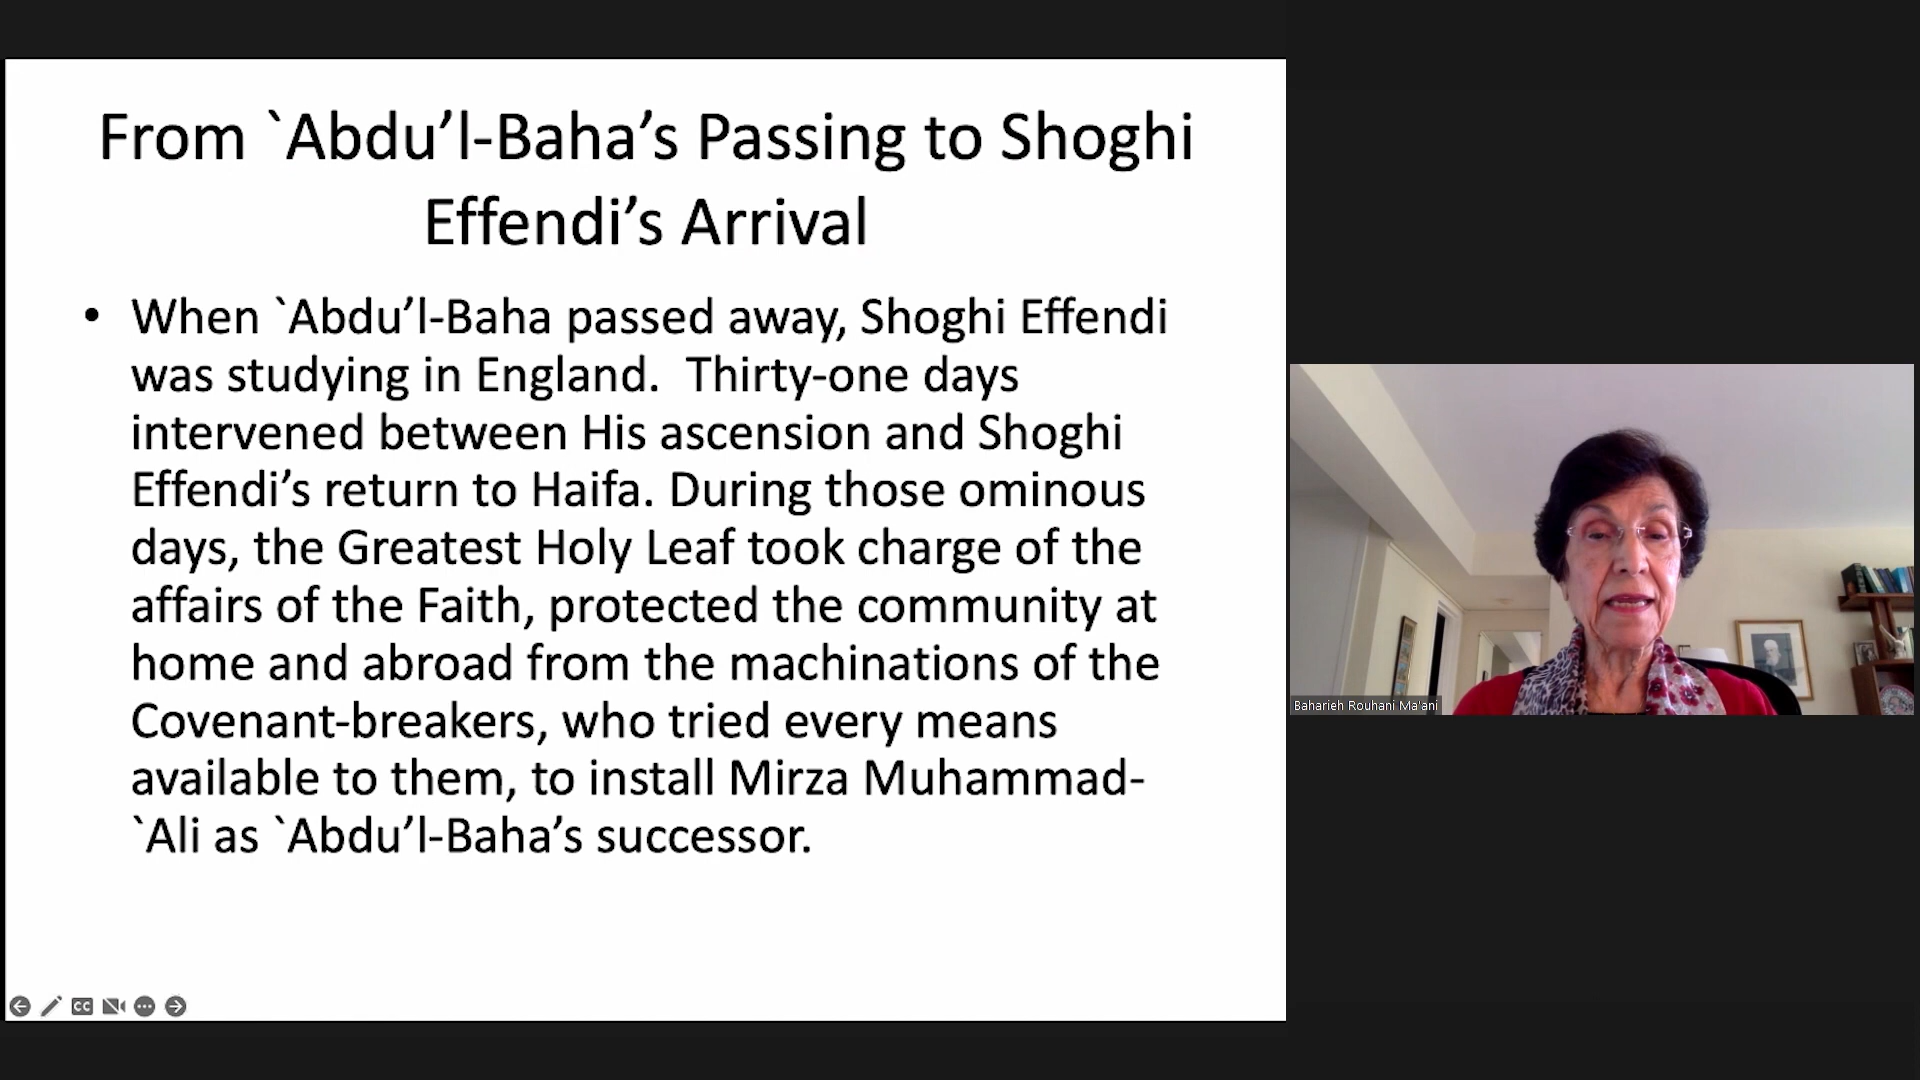 From `Abdu’l-Baha’s Passing to Shoghi
Effendi’s Arrival
• When `Abdu’l-Baha passed away, Shoghi Effendi
was studying in England.  Thirty-one days
intervened between His ascension and Shoghi
Effendi’s return to Haifa. During those ominous
days, the Greatest Holy Leaf took charge of the
affairs of the Faith, protected the community at
home and abroad from the machinations of the
Covenant-breakers, who tried every means
available to them, to install Mirza Muhammad-
`Ali as `Abdu’l-Baha’s successor.
CC
Baharieh Rouhani Ma'ani